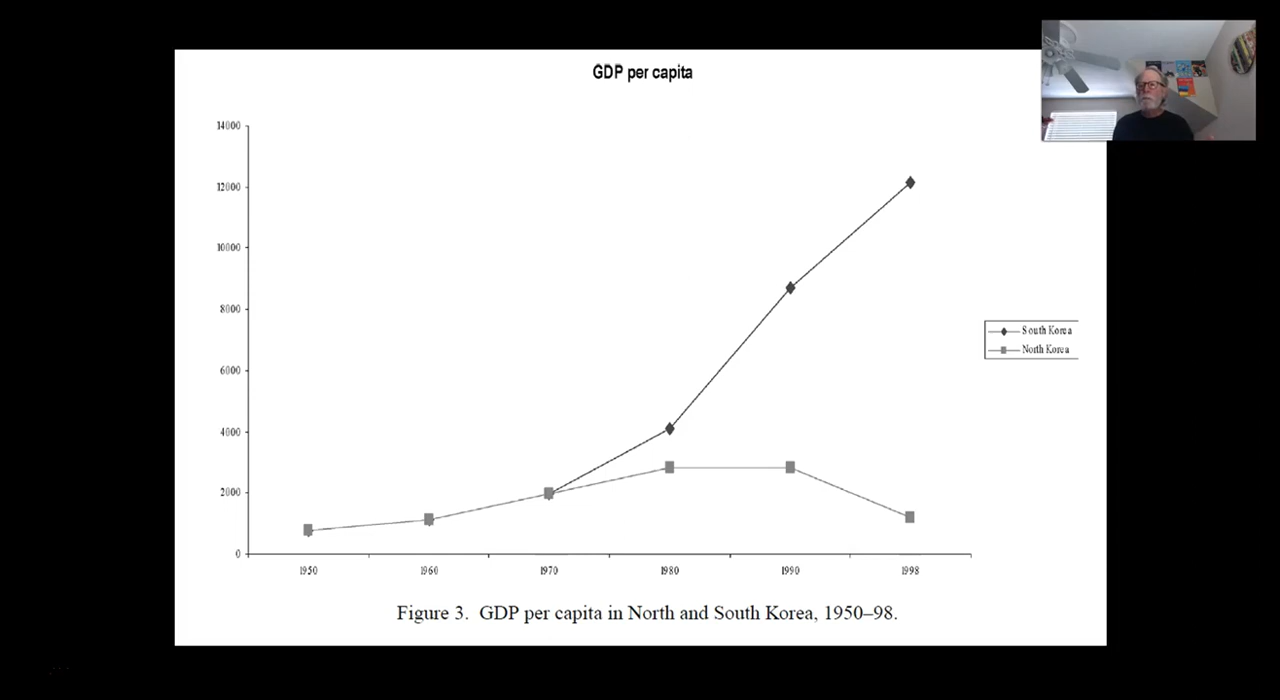 GDP per capita
14000
12000
10000
8000
6000
4000
2000
0
1950 1960 1970 1980 1990 1998
South Korea
North Korea
Figure 3. GDP per capita in North and South Korea, 1950–98.